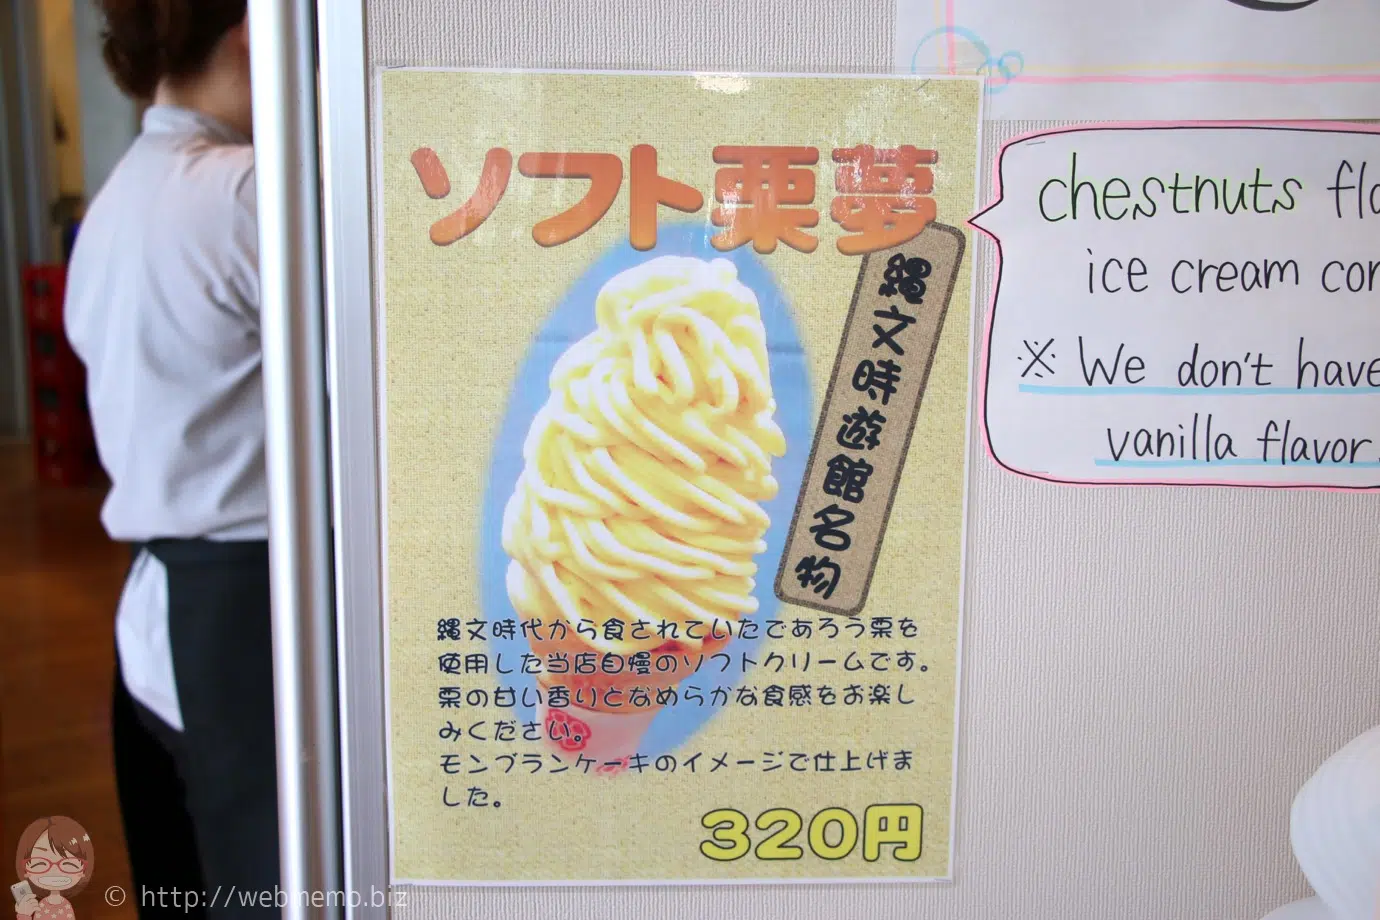 ソフト栗夢
縄文時遊館名物
縄文時代から食されていたであろう栗を
使用した当店自慢のソフトクリームです。
栗の甘い香りとなめらかな食感をお楽し
みください。
モンブランケーキのイメージで仕上げま
した。
320円
chestnuts
ice cream
※ We don't have
vanilla flavor
© http://webmemo.biz